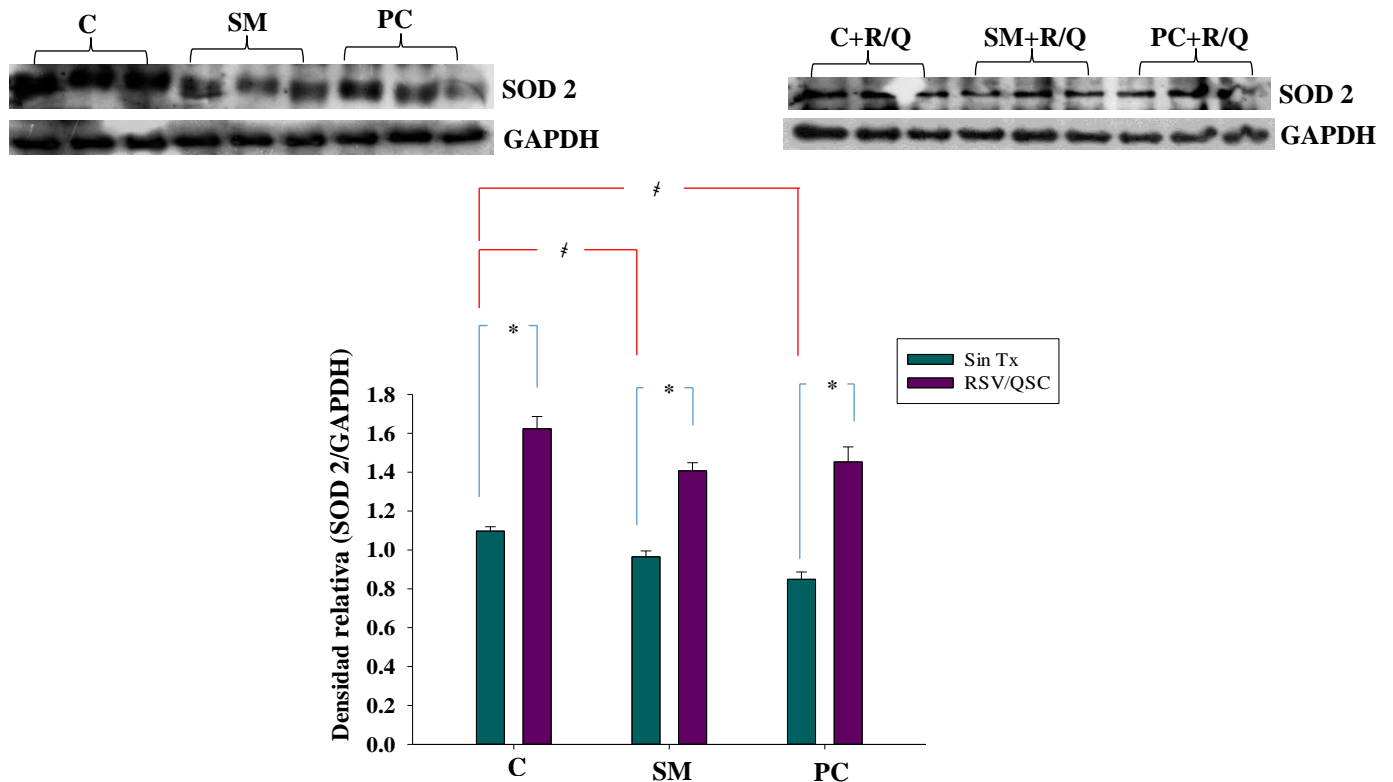 C SM PC
SOD 2
GAPDH
C+R/Q SM+R/Q PC+R/Q
SOD 2
GAPDH
ǂ
ǂ
* * *
Sin Tx
RSV/QSC
Densidad relativa (SOD 2/GAPDH)
1.8
1.6
1.4
1.2
1.0
0.8
0.6
0.4
0.2
0.0
C SM PC